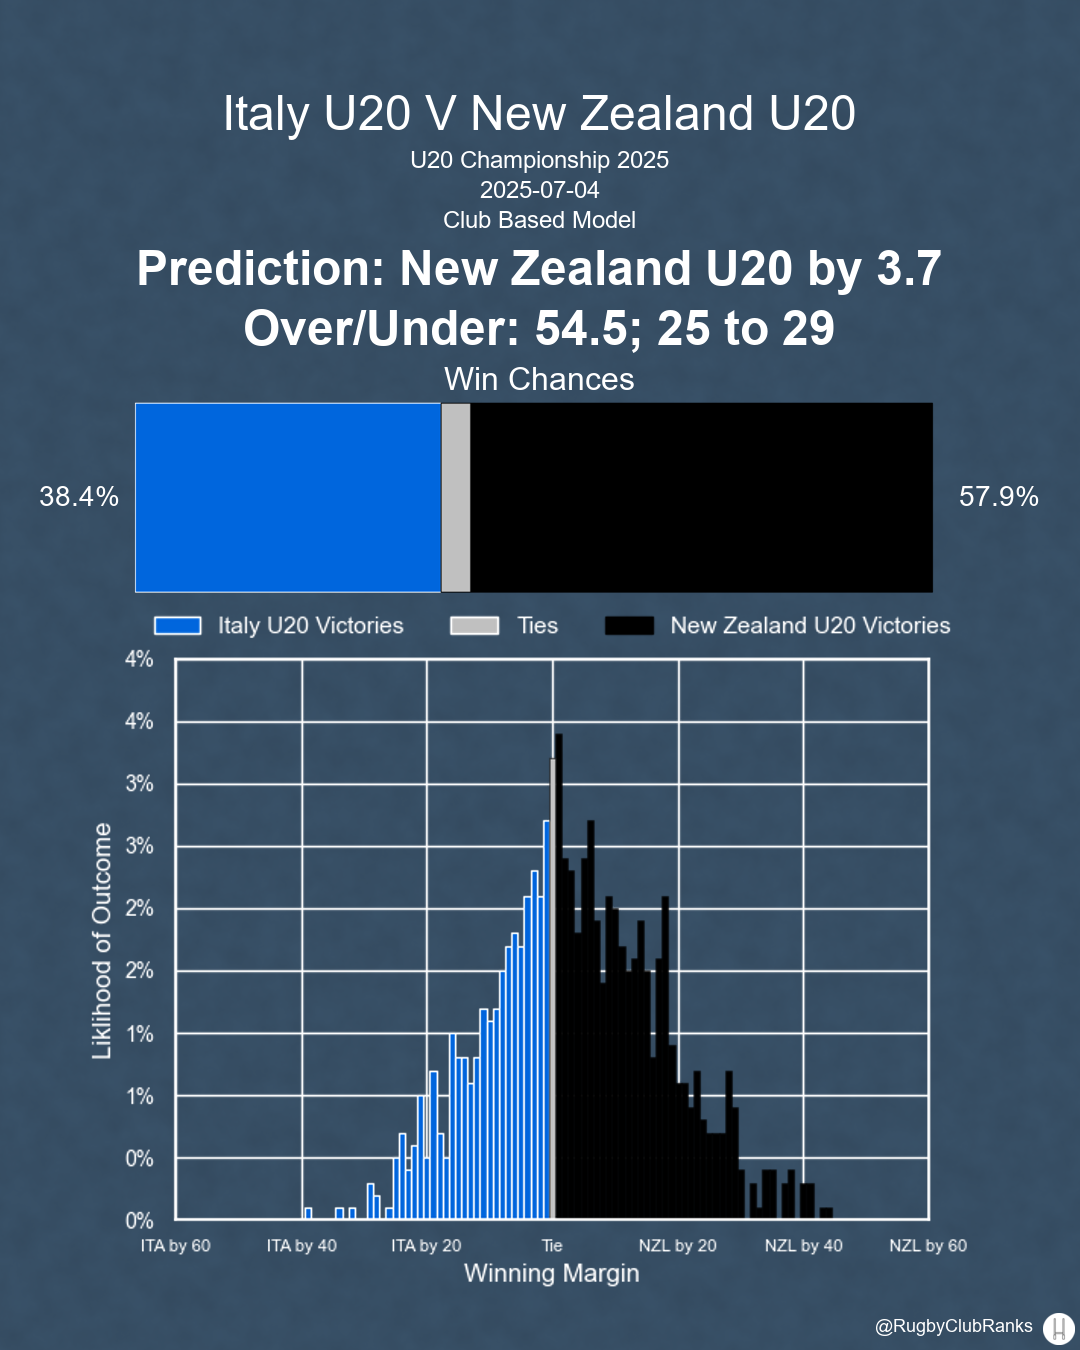 Italy U20 V New Zealand U20
U20 Championship 2025
2025-07-04
Club Based Model
Prediction: New Zealand U20 by 3.7
Over/Under: 54.5; 25 to 29
Win Chances
38.4%
57.9%
Italy U20 Victories
Ties
New Zealand U20 Victories
4%
4%
3%
3%
2%
2%
1%
1%
0%
0%
Liklihood of Outcome
ITA by 60
ITA by 40
ITA by 20
Tie
NZL by 20
NZL by 40
NZL by 60
Winning Margin
@RugbyClubRanks